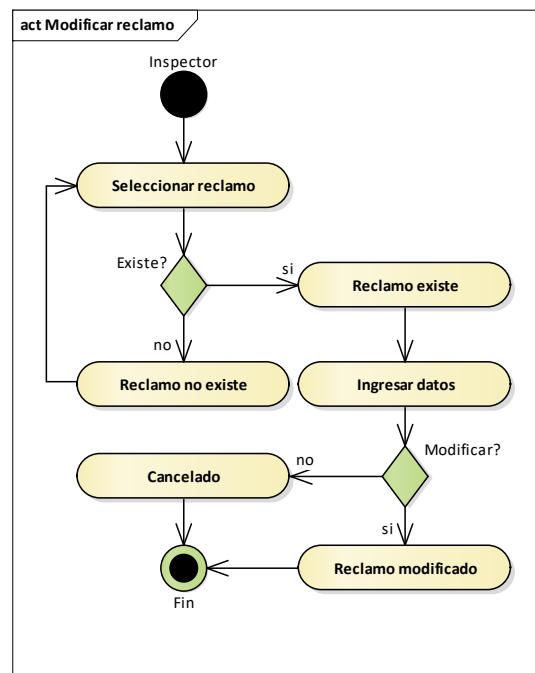 act Modificar reclamo
Inspector
Seleccionar reclamo
Existe?
si
Reclamo existe
no
Reclamo no existe
Ingresar datos
Modificar?
no
Cancelado
si
Reclamo modificado
Fin